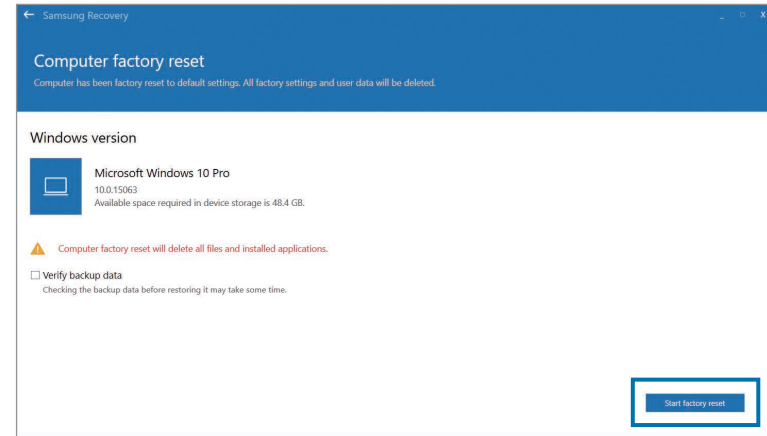 Samsung Recovery
Computer factory reset
Computer has been factory reset to default settings. All factory settings and user data will be deleted.
Windows version
Microsoft Windows 10 Pro
10.0.15063
Available space required in device storage is 48.4 GB.
Computer factory reset will delete all files and installed applications.
Verify backup data
Checking the backup data before restoring it may take some time.
Start factory reset